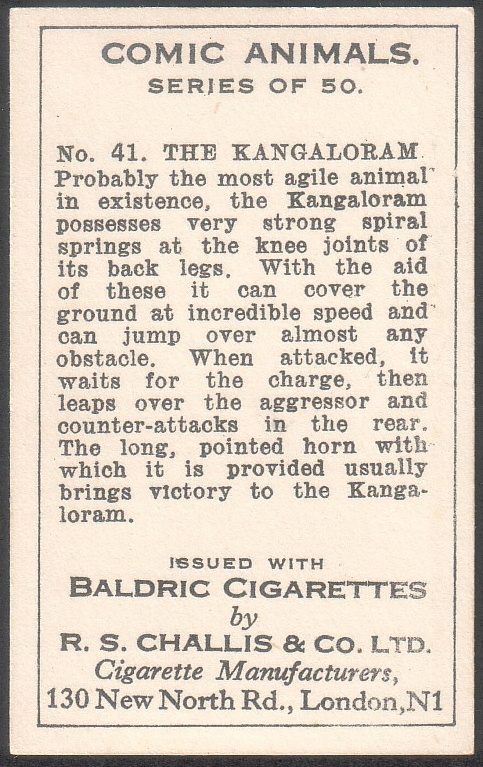 COMIC ANIMALS.
SERIES OF 50.
No. 41. THE KANGALORAM
Probably the most agile animal
in existence, the Kangaloram
possesses very strong spiral
springs at the knee joints of
its back legs. With the aid
of these it can cover the
ground at incredible speed and
can jump over almost any
obstacle. When attacked, it
waits for the charge, then
leaps over the aggressor and
counter-attacks in the rear.
The long, pointed horn with
which it is provided usually
brings victory to the Kanga-
loram.
ISSUED WITH
BALDRIC CIGARETTES
by
R. S. CHALLIS & CO. LTD.
Cigarette Manufacturers,
130 New North Rd., London, N1